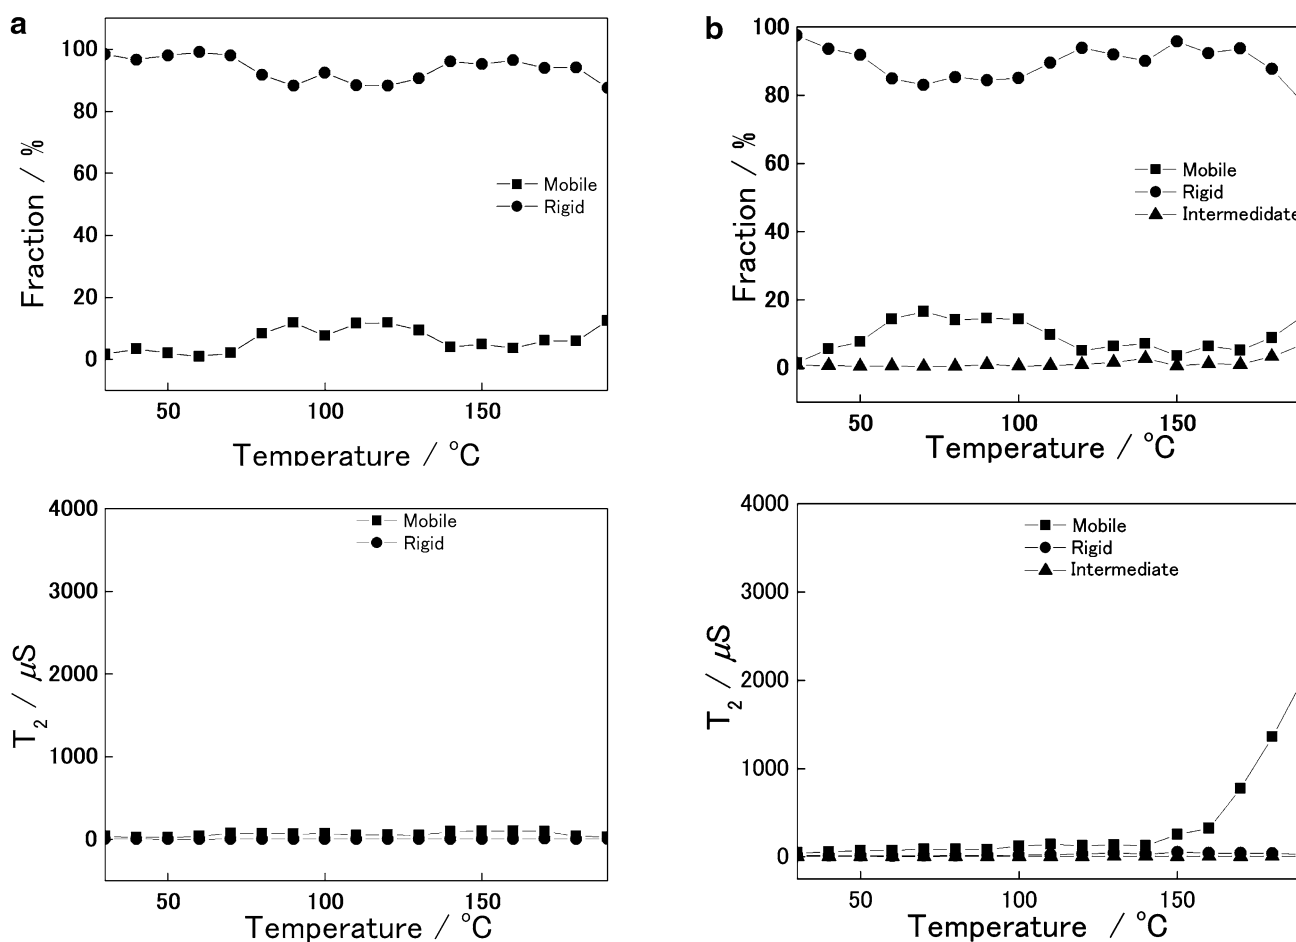 a
100
80
60
40
20
0
Fraction / %
Mobile
Rigid
50 100 150
Temperature / °C
b
100
80
60
40
20
0
Fraction / %
Mobile
Rigid
Intermedidate
50 100 150
Temperature / °C
4000
3000
2000
1000
0
T2 / μS
Mobile
Rigid
50 100 150
Temperature / °C
4000
3000
2000
1000
0
T2 / μS
Mobile
Rigid
Intermediate
50 100 150
Temperature / °C